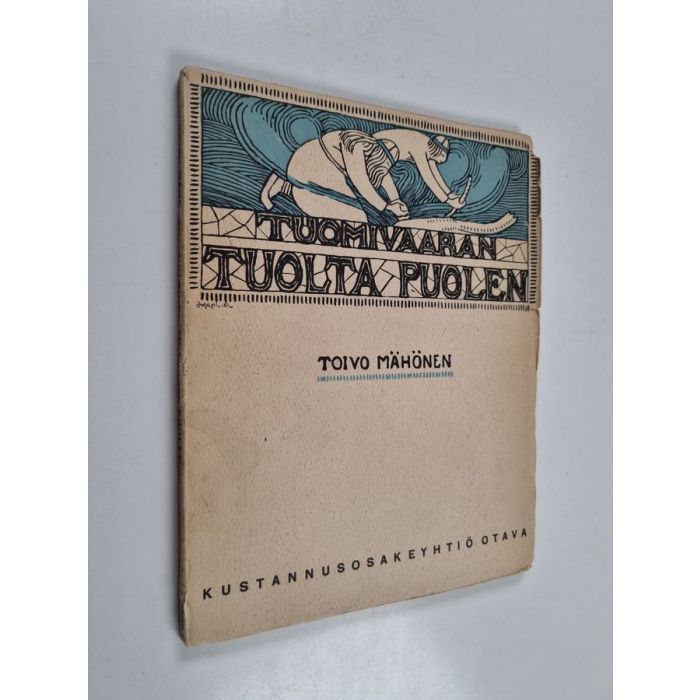 TUOMIVAARAN
TUOLTA PUOLEN
TOIVO MÄHÖNEN
KUSTANNUSOSAKEYHTIÖ OTAVA